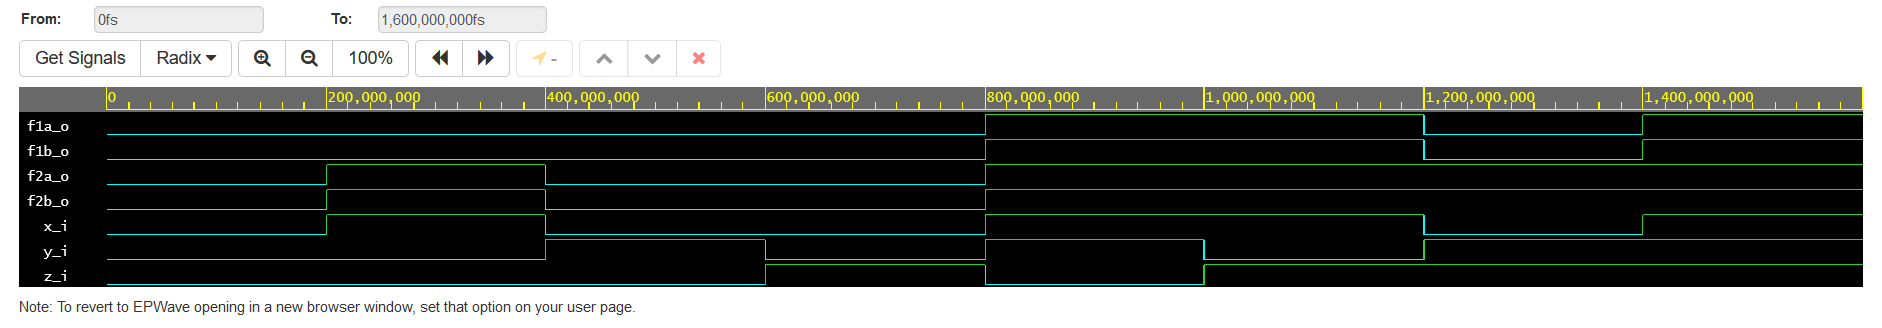 From: 0fs To: 1,600,000,000fs
Get Signals Radix 100% -
0 200,000,000 400,000,000 600,000,000 800,000,000 1,000,000,000 1,200,000,000 1,400,000,000
f1a_o
f1b_o
f2a_o
f2b_o
x_i
y_i
z_i
Note: To revert to EPWave opening in a new browser window, set that option on your user page.